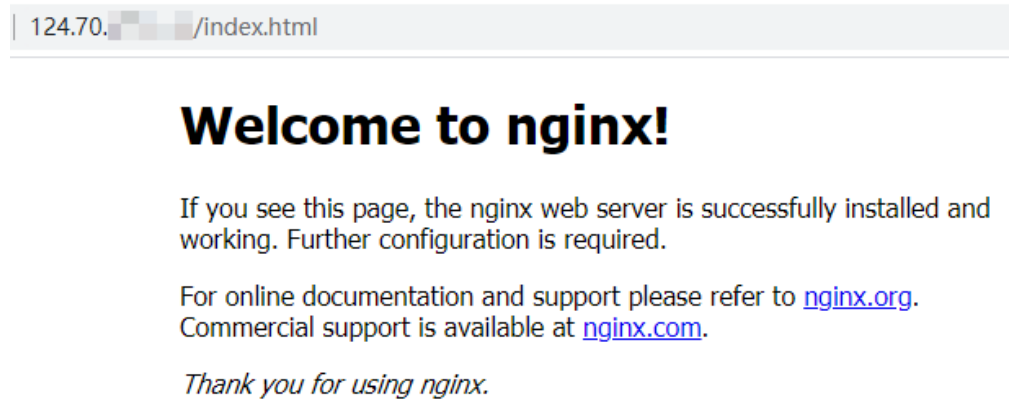 124.70. /index.html
Welcome to nginx!
If you see this page, the nginx web server is successfully installed and
working. Further configuration is required.
For online documentation and support please refer to nginx.org.
Commercial support is available at nginx.com.
Thank you for using nginx.